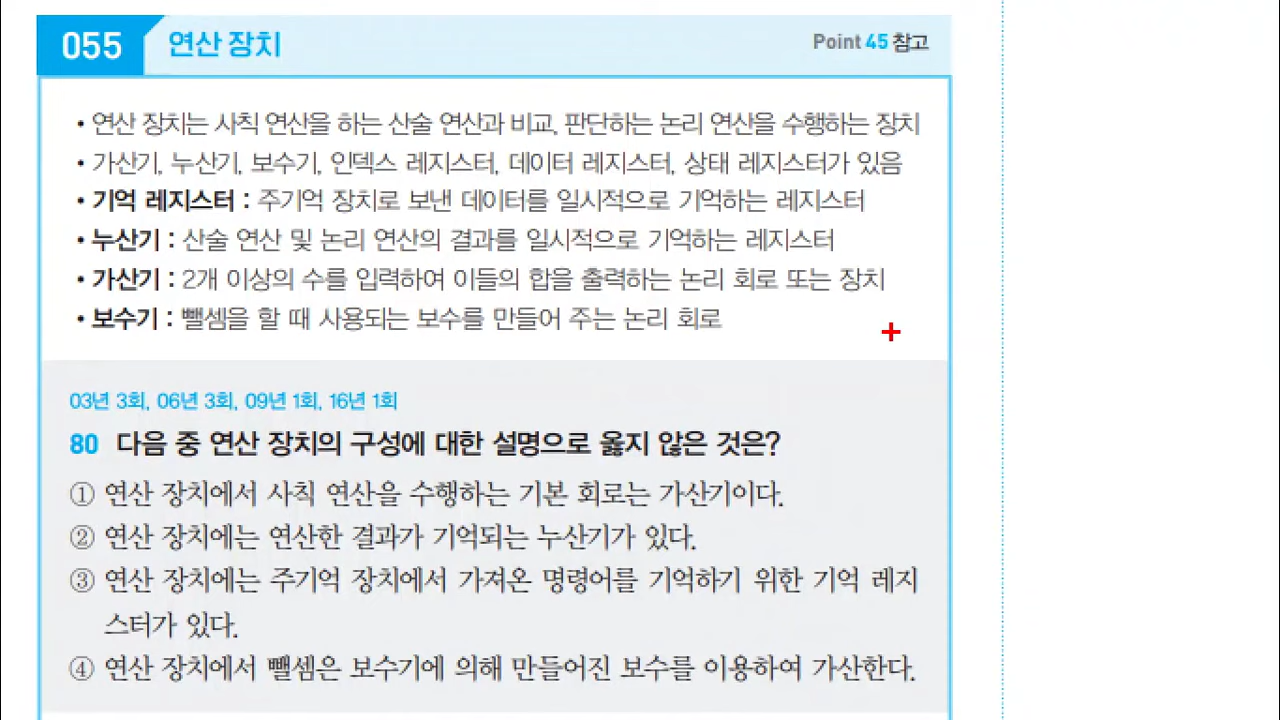 055 연산 장치 Point 45 참고
• 연산 장치는 사칙 연산을 하는 산술 연산과 비교, 판단하는 논리 연산을 수행하는 장치
• 가산기, 누산기, 보수기, 인덱스 레지스터, 데이터 레지스터, 상태 레지스터가 있음
• 기억 레지스터 : 주기억 장치로 보낸 데이터를 일시적으로 기억하는 레지스터
• 누산기 : 산술 연산 및 논리 연산의 결과를 일시적으로 기억하는 레지스터
• 가산기 : 2개 이상의 수를 입력하여 이들의 합을 출력하는 논리 회로 또는 장치
• 보수기 : 뺄셈을 할 때 사용되는 보수를 만들어 주는 논리 회로
03년 3회, 06년 3회, 09년 1회, 16년 1회
80 다음 중 연산 장치의 구성에 대한 설명으로 옳지 않은 것은?
① 연산 장치에서 사칙 연산을 수행하는 기본 회로는 가산기이다.
② 연산 장치에는 연산한 결과가 기억되는 누산기가 있다.
③ 연산 장치에는 주기억 장치에서 가져온 명령어를 기억하기 위한 기억 레지
스터가 있다.
④ 연산 장치에서 뺄셈은 보수기에 의해 만들어진 보수를 이용하여 가산한다.